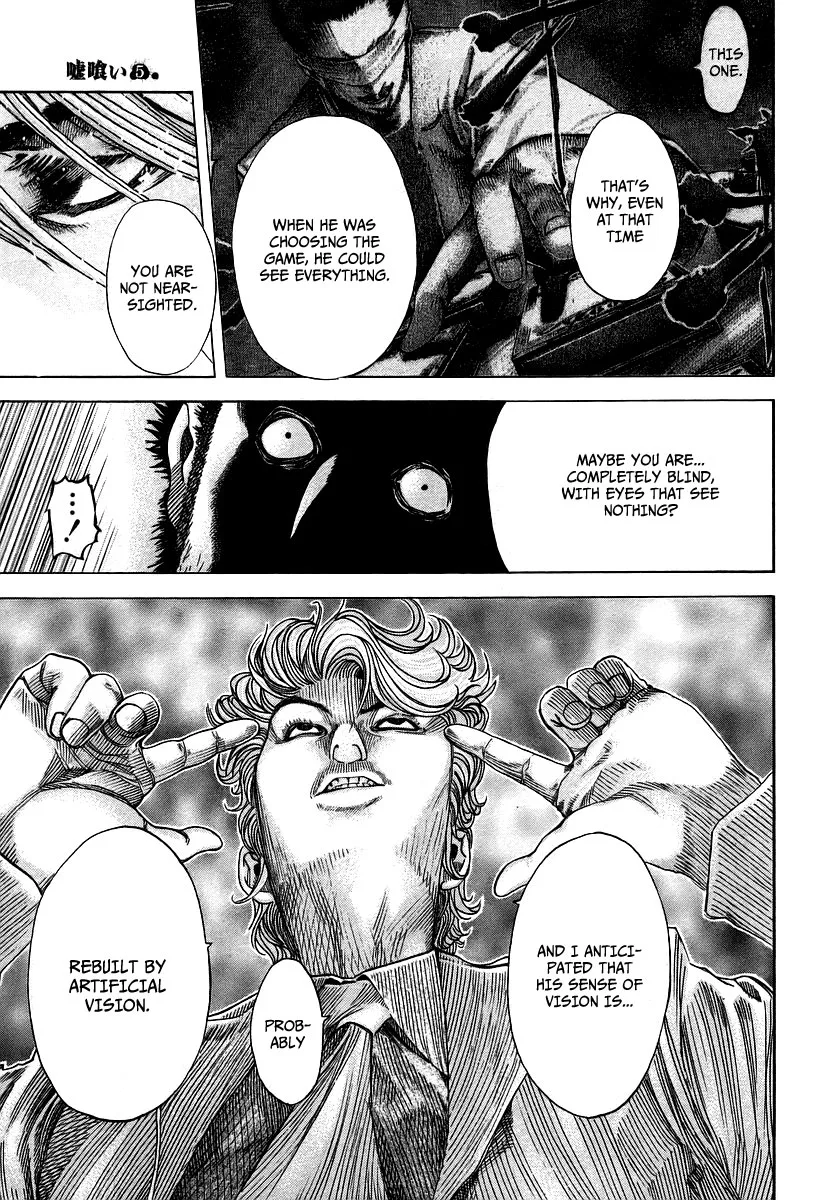 嘘喰い5。
THIS
ONE.
THAT'S
WHY, EVEN
AT THAT
TIME
WHEN HE WAS
CHOOSING THE
GAME, HE COULD
SEE EVERYTHING.
YOU ARE
NOT NEAR-
SIGHTED.
MAYBE YOU ARE...
COMPLETELY BLIND,
WITH EYES THAT SEE
NOTHING?
...!
AND I ANTICI-
PATED THAT
HIS SENSE OF
VISION IS...
PROB-
ABLY
REBUILT BY
ARTIFICIAL
VISION.